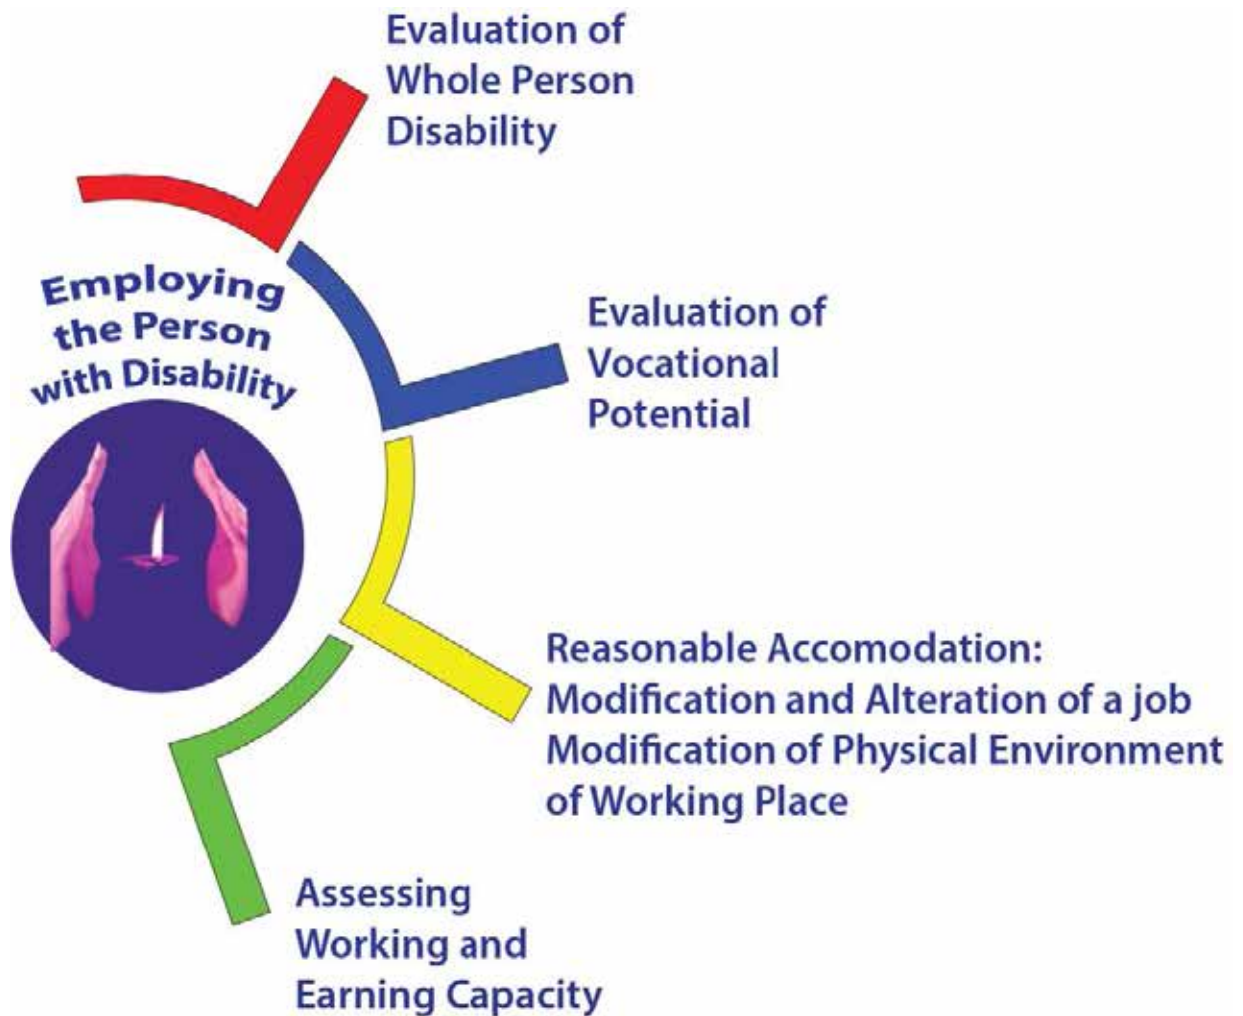 Evaluation of
Whole Person
Disability
Employing
the Person
with Disability
Evaluation of
Vocational
Potential
Reasonable Accomodation:
Modification and Alteration of a job
Modification of Physical Environment
of Working Place
Assessing
Working and
Earning Capacity